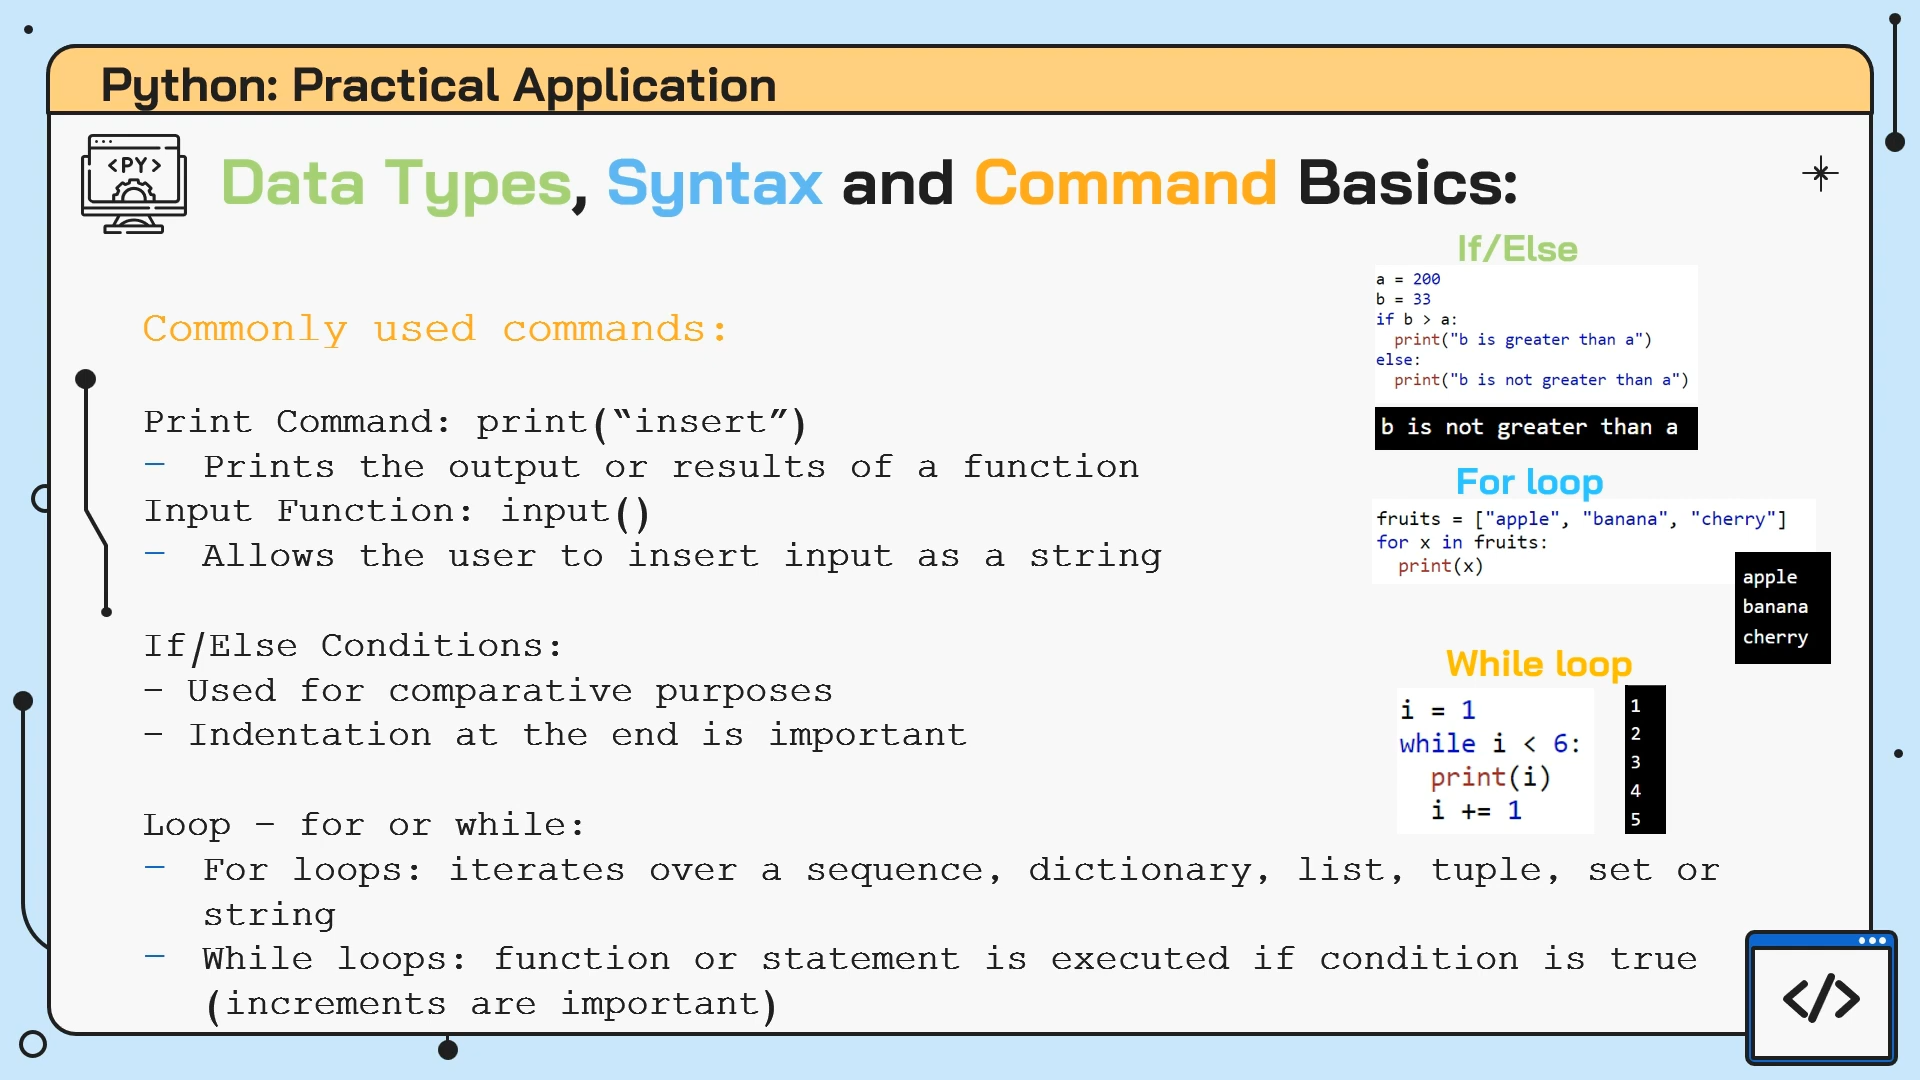 Python: Practical Application
<PY>
Data Types, Syntax and Command Basics:
Commonly used commands:
Print Command: print(“insert”)
– Prints the output or results of a function
Input Function: input()
– Allows the user to insert input as a string
If/Else Conditions:
- Used for comparative purposes
- Indentation at the end is important
Loop – for or while:
– For loops: iterates over a sequence, dictionary, list, tuple, set or
string
– While loops: function or statement is executed if condition is true
(increments are important)
If/Else
a = 200
b = 33
if b > a:
  print("b is greater than a")
else:
  print("b is not greater than a")
b is not greater than a
For loop
fruits = ["apple", "banana", "cherry"]
for x in fruits:
  print(x)
apple
banana
cherry
While loop
i = 1
while i < 6:
  print(i)
  i += 1
1
2
3
4
5
</>